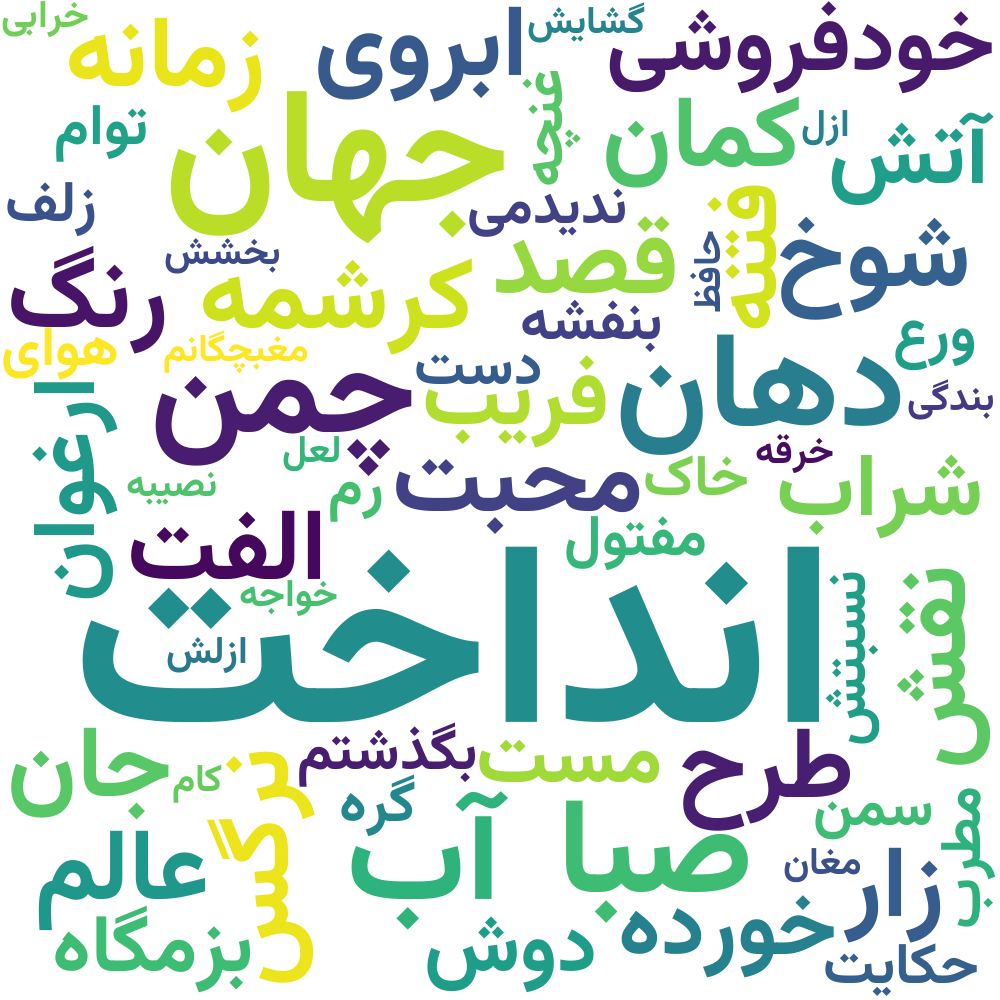 خرابی
زمانه
ابروی
گشایش
خودفروشی
توام
جهان
غنچه
کمان
ازل
آتش
زلف
بخشش
ندیدمی
قصد
حافظ
فتنه
شوخ
رنگ
کرشمه
بنفشه
هوای
مغبچگانم
دست
ورع
ارغوان
چمن
فریب
دهان
بندگی
نصیبه
لعل
رم
محبت
خاک
خرقه
شراب
الفت
خواجه
مفتول
ازلش
انداخت
نسبتش
نقش
جان
کام
نرگس
بگذشتم
مست
طرح
گره
عالم
آب
صبا
سمن
مطرب
بزمگاه
دوش
خورده
مغان
زار
حکایت